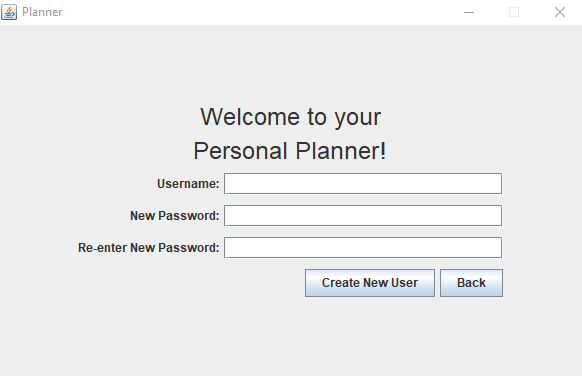 Planner
Welcome to your
Personal Planner!
Username:
New Password:
Re-enter New Password:
Create New User Back